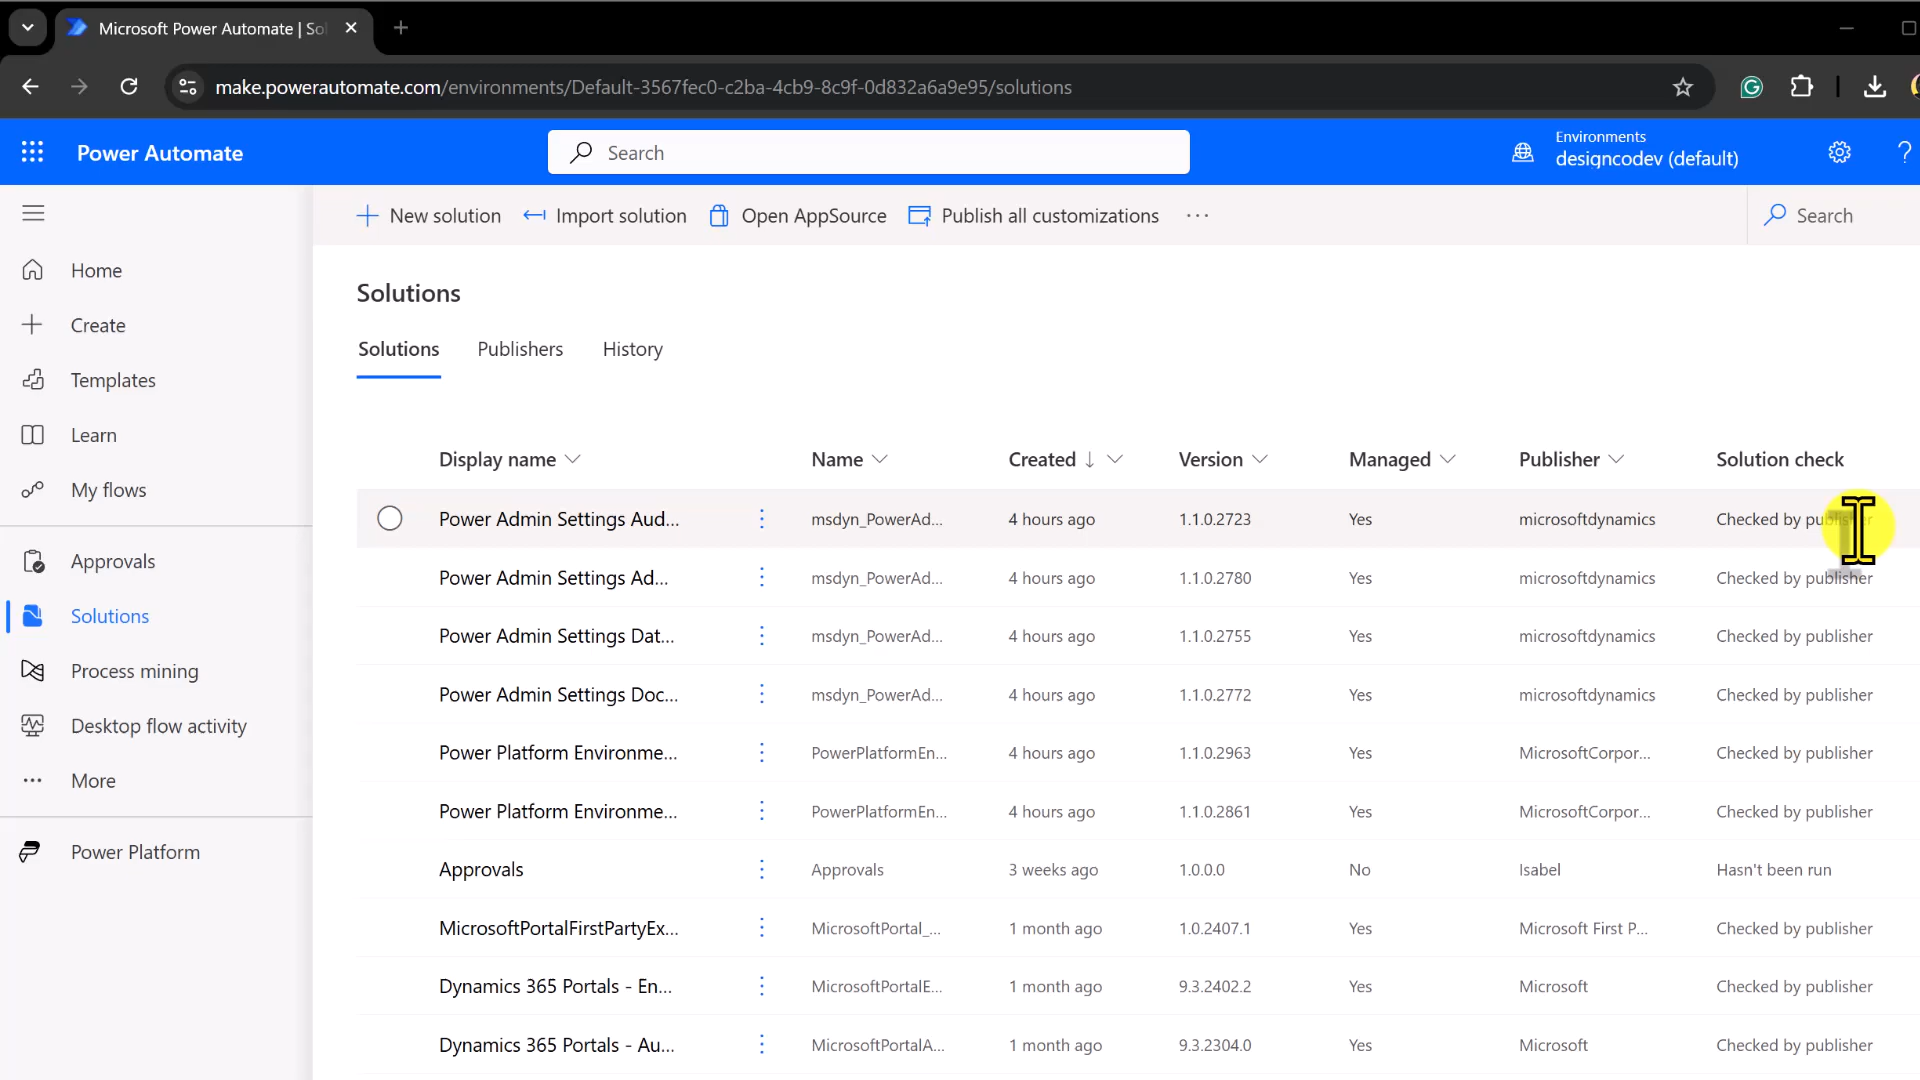 Microsoft Power Automate | Sol
make.powerautomate.com/environments/Default-3567fec0-c2ba-4cb9-8c9f-0d832a6a9e95/solutions
Power Automate
Search
Environments
designcodev (default)
?
Home
Create
Templates
Learn
My flows
Approvals
Solutions
Process mining
Desktop flow activity
More
Power Platform
New solution Import solution Open AppSource Publish all customizations ... Search
Solutions
Solutions Publishers History
Display name Name Created Version Managed Publisher Solution check
Power Admin Settings Aud... msdyn_PowerAd... 4 hours ago 1.1.0.2723 Yes microsoftdynamics Checked by publisher
Power Admin Settings Ad... msdyn_PowerAd... 4 hours ago 1.1.0.2780 Yes microsoftdynamics Checked by publisher
Power Admin Settings Dat... msdyn_PowerAd... 4 hours ago 1.1.0.2755 Yes microsoftdynamics Checked by publisher
Power Admin Settings Doc... msdyn_PowerAd... 4 hours ago 1.1.0.2772 Yes microsoftdynamics Checked by publisher
Power Platform Environme... PowerPlatformEn... 4 hours ago 1.1.0.2963 Yes MicrosoftCorpor... Checked by publisher
Power Platform Environme... PowerPlatformEn... 4 hours ago 1.1.0.2861 Yes MicrosoftCorpor... Checked by publisher
Approvals Approvals 3 weeks ago 1.0.0.0 No Isabel Hasn't been run
MicrosoftPortalFirstPartyEx... MicrosoftPortal_... 1 month ago 1.0.2407.1 Yes Microsoft First P... Checked by publisher
Dynamics 365 Portals - En... MicrosoftPortalE... 1 month ago 9.3.2402.2 Yes Microsoft Checked by publisher
Dynamics 365 Portals - Au... MicrosoftPortalA... 1 month ago 9.3.2304.0 Yes Microsoft Checked by publisher